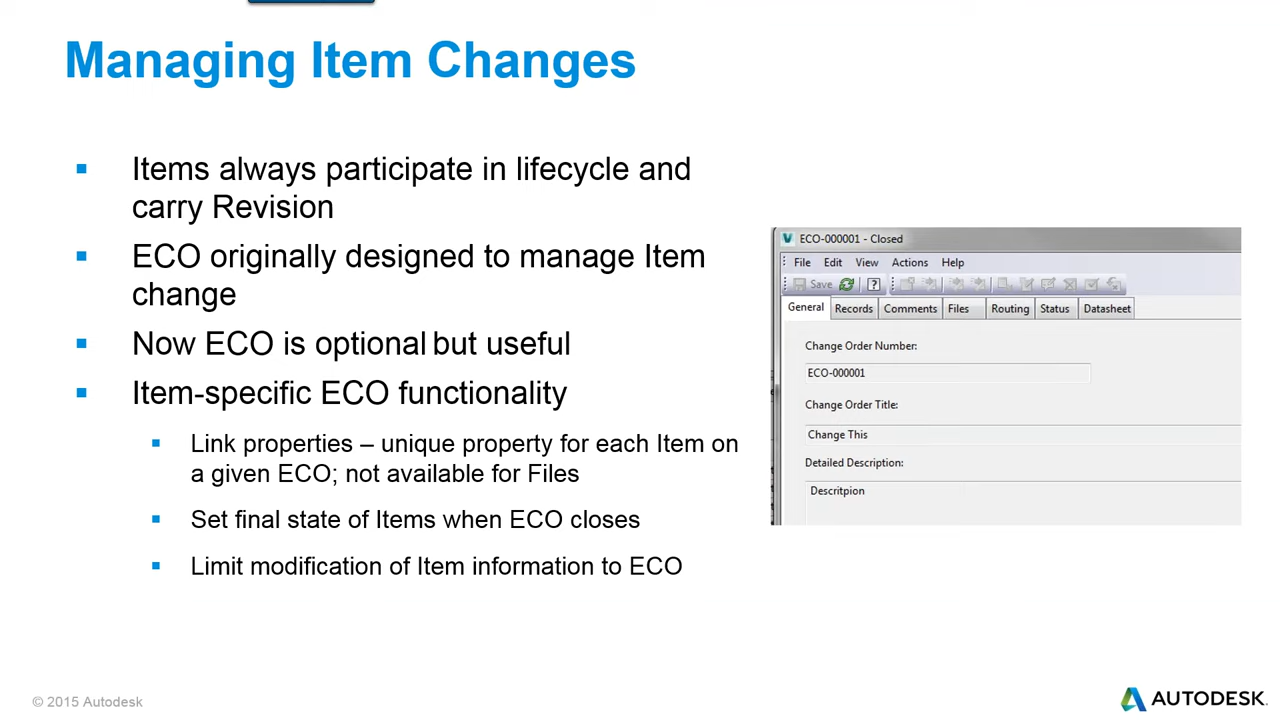 Managing Item Changes
Items always participate in lifecycle and
carry Revision
ECO originally designed to manage Item
change
Now ECO is optional but useful
Item-specific ECO functionality
Link properties – unique property for each Item on
a given ECO; not available for Files
Set final state of Items when ECO closes
Limit modification of Item information to ECO
ECO-000001 - Closed
File Edit View Actions Help
Save
General Records Comments Files Routing Status Datasheet
Change Order Number:
ECO-000001
Change Order Title:
Change This
Detailed Description:
Descritpion
© 2015 Autodesk
AUTODESK.